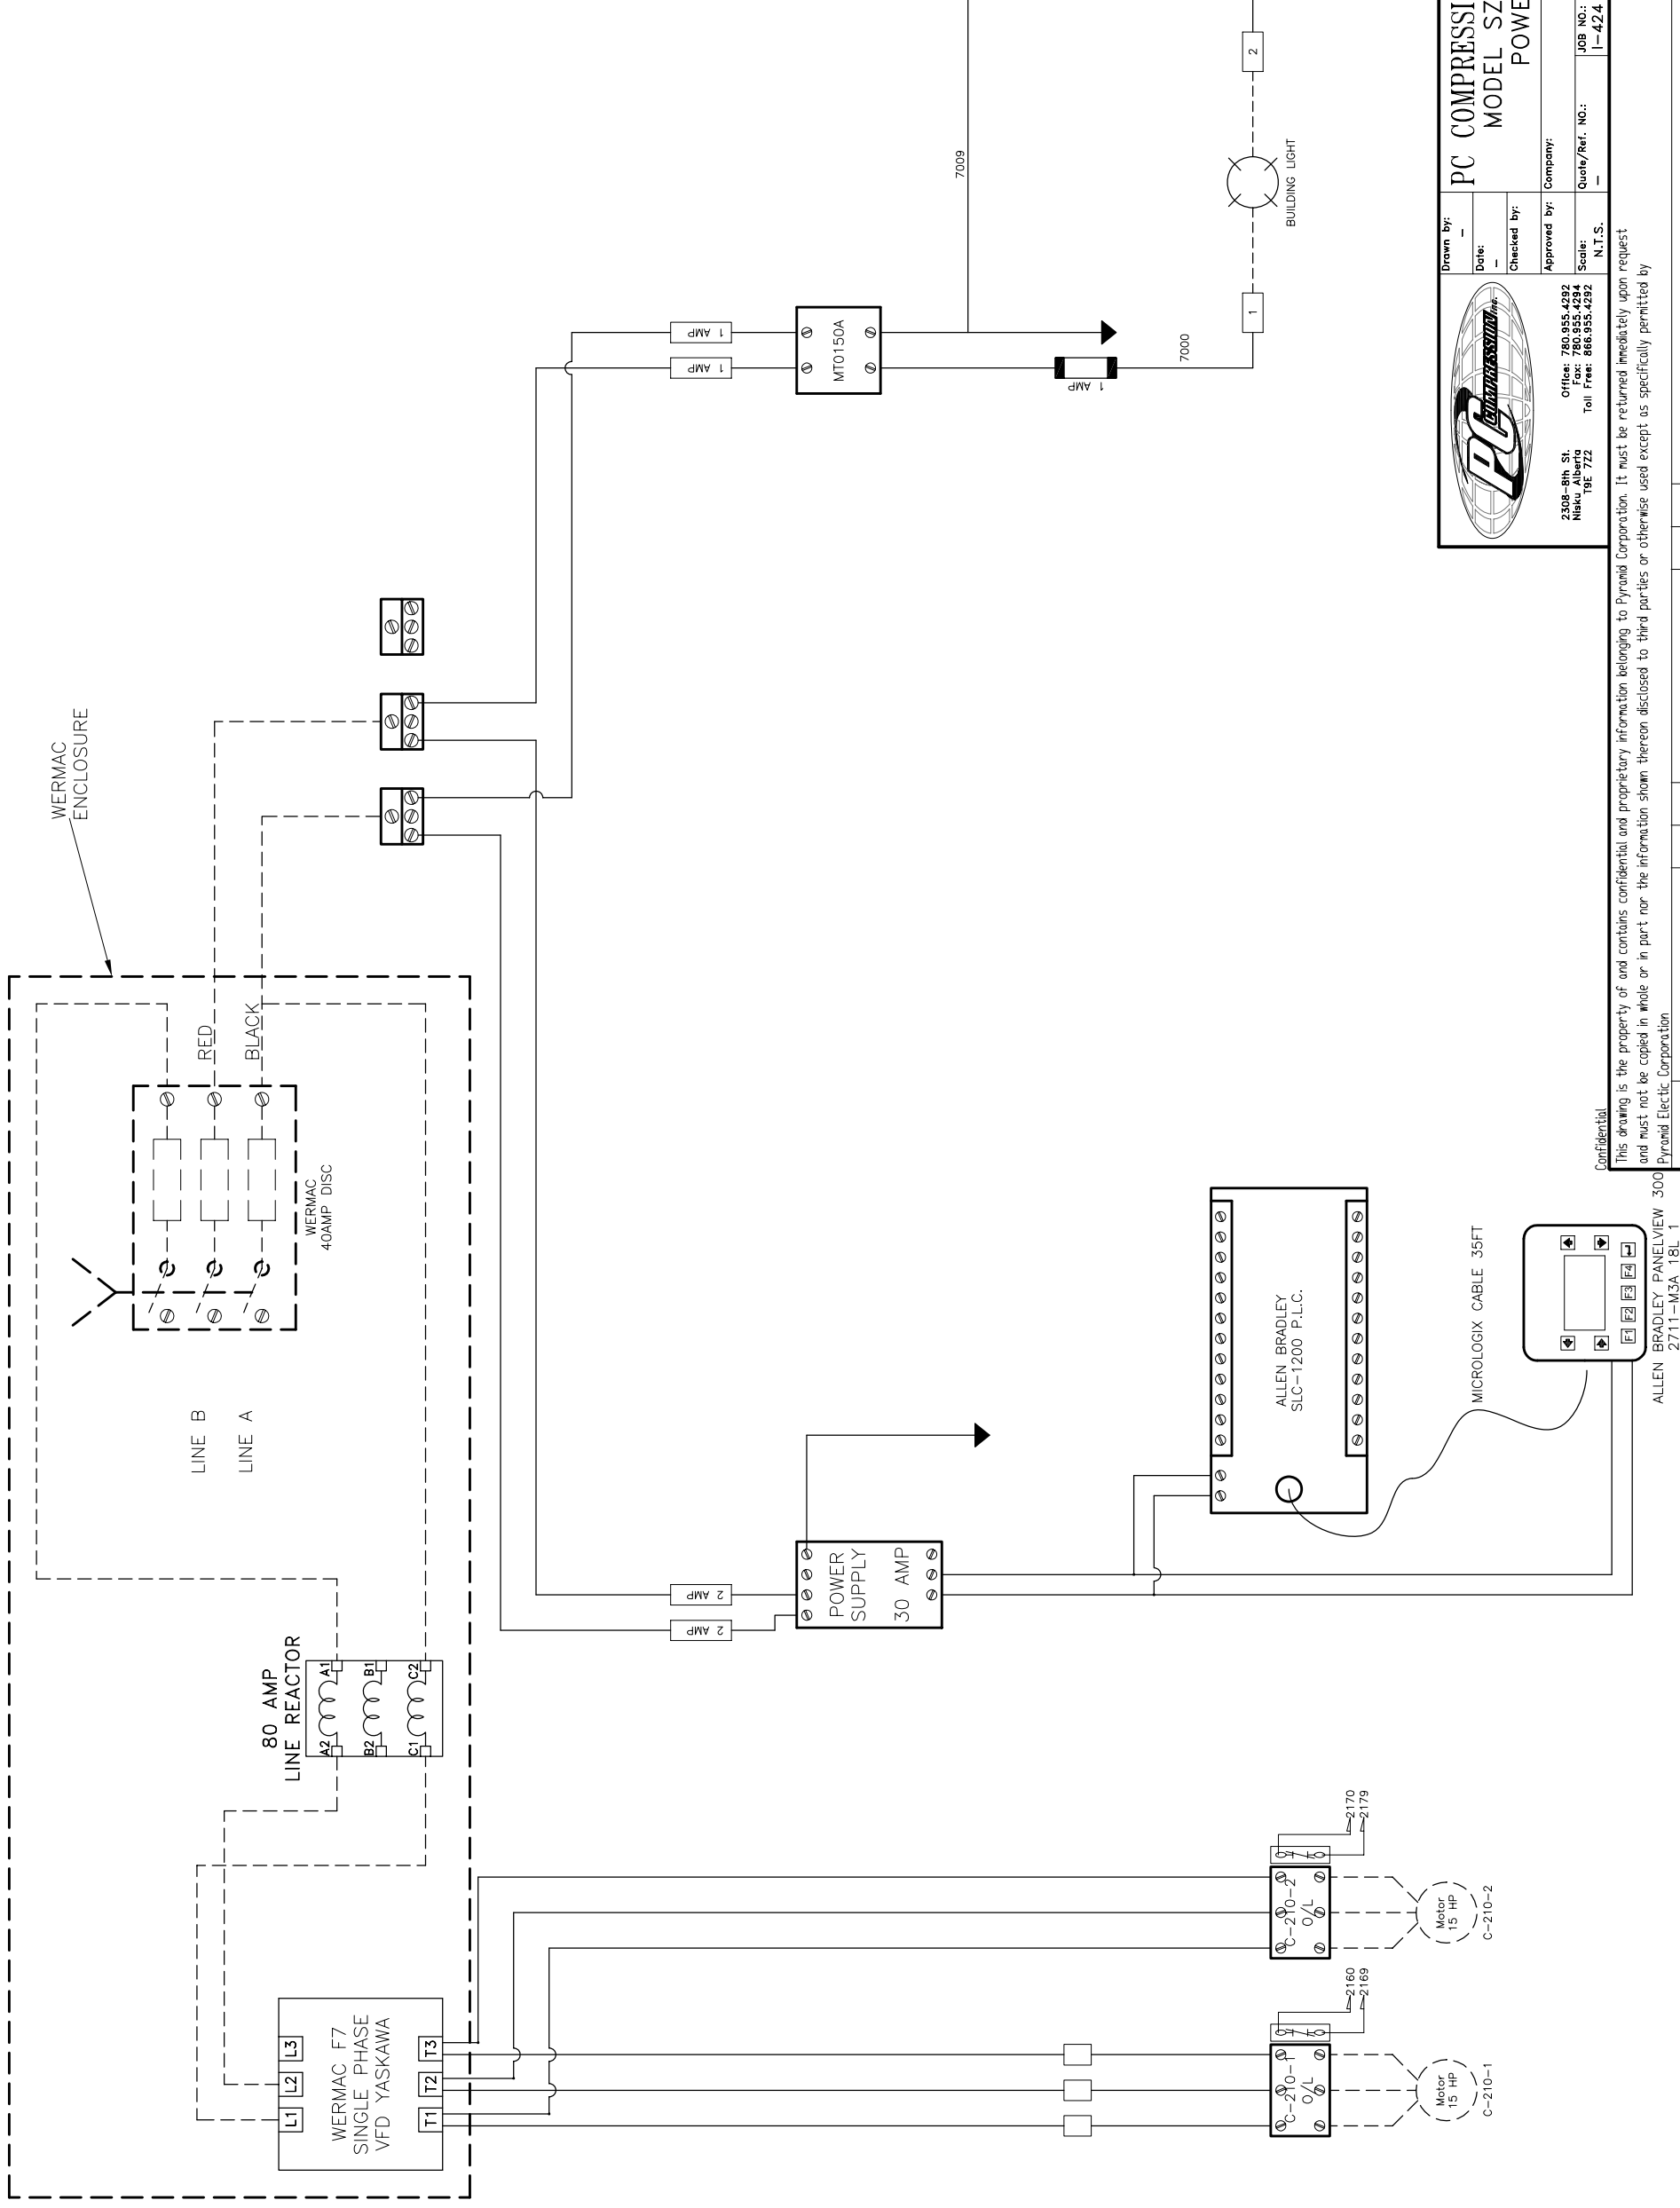 WERMAC
ENCLOSURE
RED
BLACK
WERMAC
40AMP DISC
LINE B
LINE A
80 AMP
LINE REACTOR
A2
A1
B2
B1
C1
C2
L1
L2
L3
WERMAC F7
SINGLE PHASE
VFD YASKAWA
T1
T2
T3
2 AMP
2 AMP
1 AMP
1 AMP
POWER
SUPPLY
30 AMP
MT0150A
1 AMP
7009
7000
1
2
BUILDING LIGHT
ALLEN BRADLEY
SLC-1200 P.L.C.
MICROLOGIX CABLE 35FT
F1
F2
F3
F4
ALLEN BRADLEY PANELVIEW 300
2711-M3A 18L 1
C-210-1
O/L
2160
2169
Motor
15 HP
C-210-1
C-210-2
O/L
2170
2179
Motor
15 HP
C-210-2
PC COMPRESSION inc.
2308-8th St.
Nisku Alberta
T9E 7Z2
Office: 780.955.4292
Fax: 780.955.4294
Toll Free: 866.955.4292
Drawn by:
-
Date:
-
Checked by:
Approved by:
Scale:
N.T.S.
PC COMPRESSI
MODEL SZ
POWE
Company:
Quote/Ref. NO.:
-
JOB NO.:
I-424
Confidential
This drawing is the property of and contains confidential and proprietary information belonging to Pyramid Corporation. It must be returned immediately upon request
and must not be copied in whole or in part nor the information shown thereon disclosed to third parties or otherwise used except as specifically permitted by
Pyramid Electic Corporation